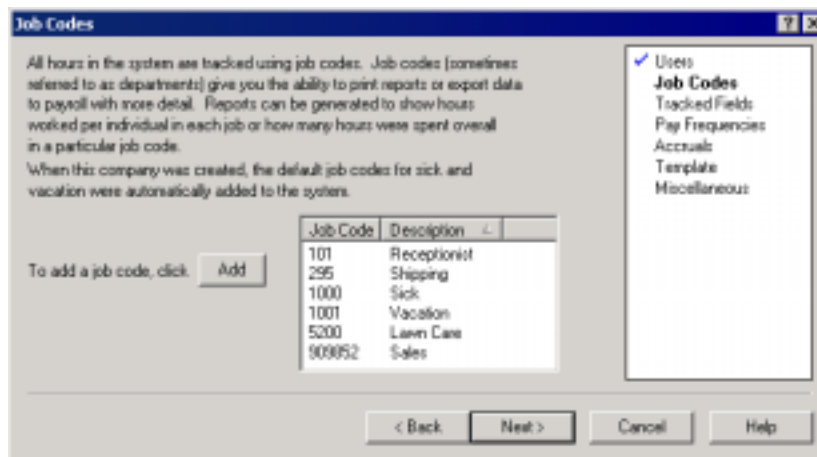 Job Codes
All hours in the system are tracked using job codes. Job codes (sometimes
referred to as departments) give you the ability to print reports or export data
to payroll with more detail. Reports can be generated to show hours
worked per individual in each job or how many hours were spent overall
in a particular job code.
When this company was created, the default job codes for sick and
vacation were automatically added to the system.
To add a job code, click Add
Job Code Description
101 Receptionist
295 Shipping
1000 Sick
1001 Vacation
5200 Lawn Care
909852 Sales
Users
Job Codes
Tracked Fields
Pay Frequencies
Accruals
Template
Miscellaneous
< Back Next > Cancel Help